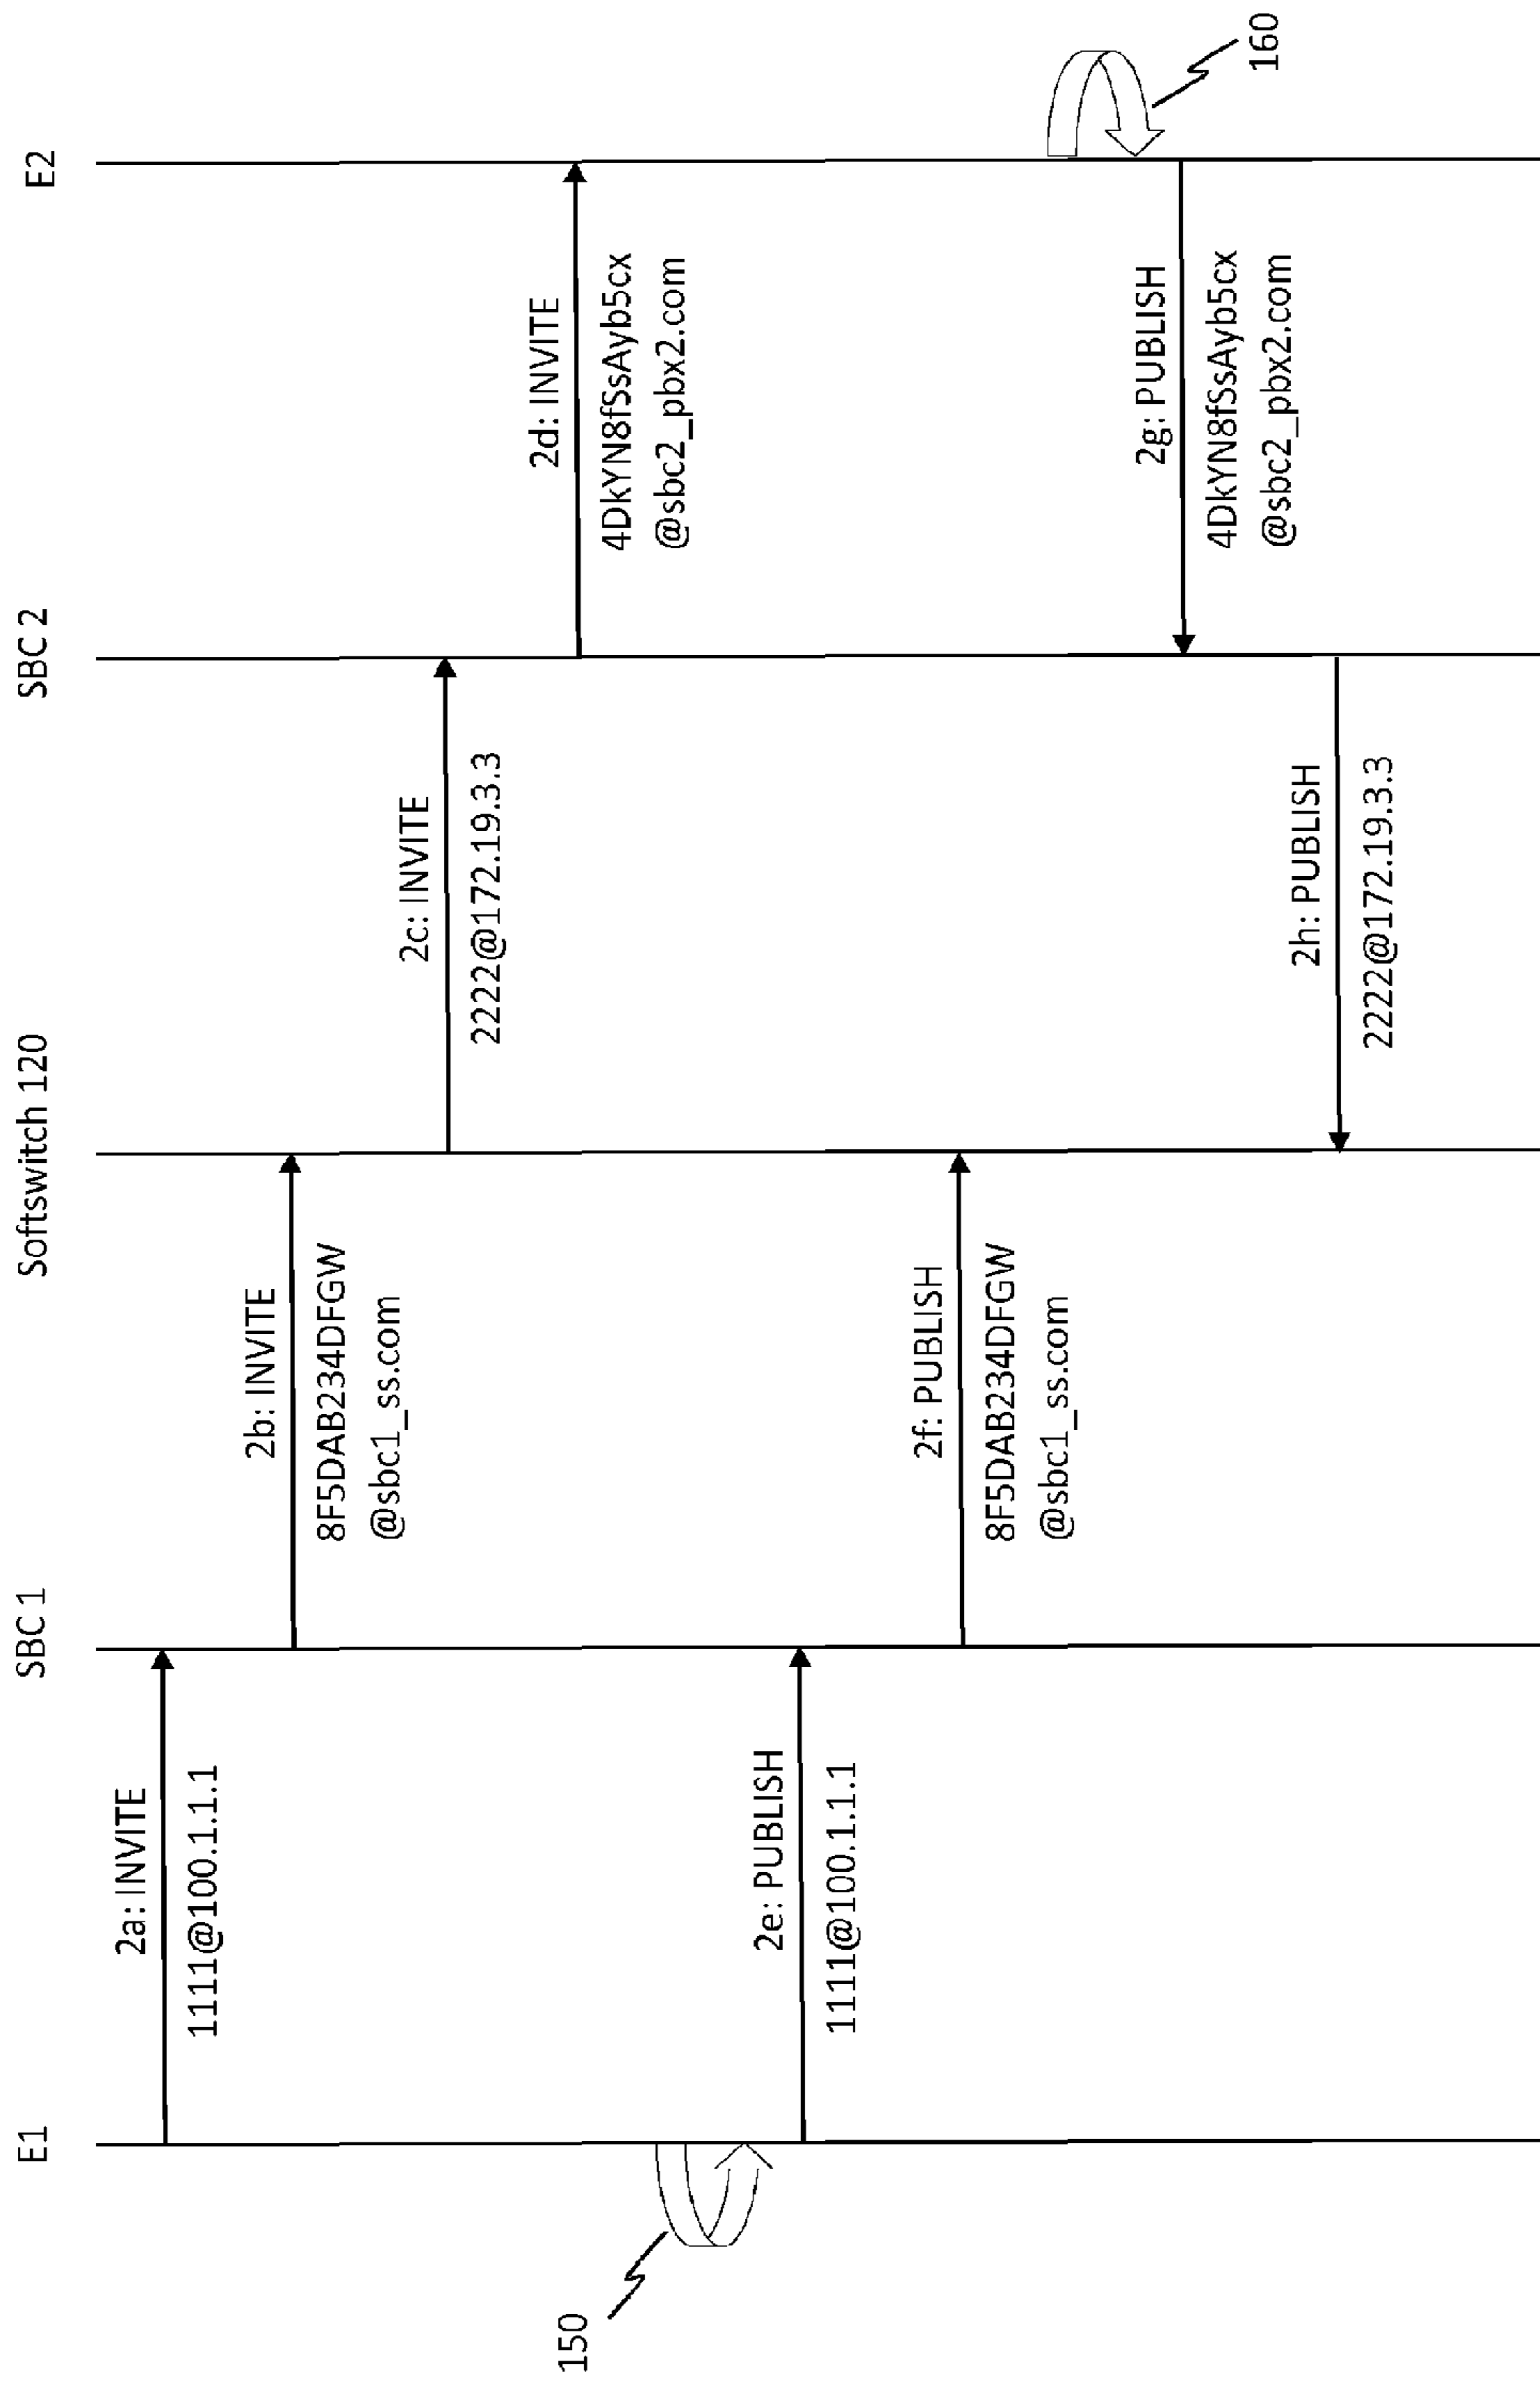 E1
SBC 1
Softswitch 120
SBC 2
E2
2a: INVITE
1111@100.1.1.1
2b: INVITE
8F5DAB234DFGW
@sbc1_ss.com
2c: INVITE
2222@172.19.3.3
2d: INVITE
4DkYN8fSsAyb5cx
@sbc2_pbx2.com
150
2e: PUBLISH
1111@100.1.1.1
2f: PUBLISH
8F5DAB234DFGW
@sbc1_ss.com
160
2g: PUBLISH
4DkYN8fSsAyb5cx
@sbc2_pbx2.com
2h: PUBLISH
2222@172.19.3.3